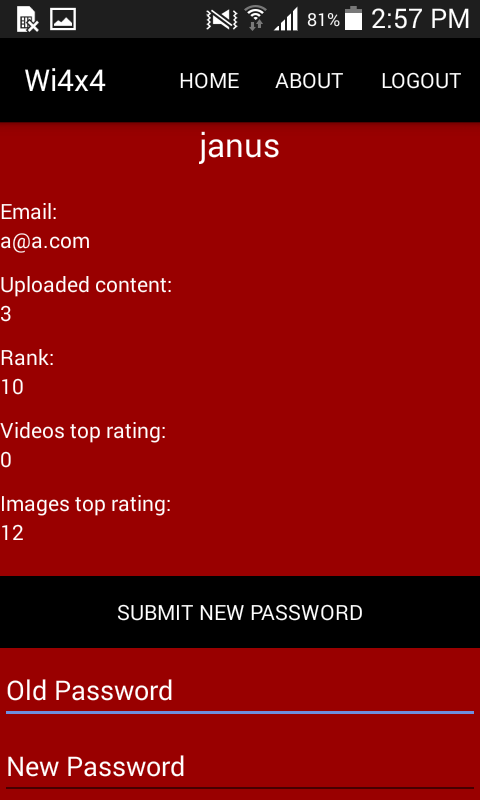 81% 2:57 PM
Wi4x4 HOME ABOUT LOGOUT
janus
Email:
a@a.com
Uploaded content:
3
Rank:
10
Videos top rating:
0
Images top rating:
12
SUBMIT NEW PASSWORD
Old Password
New Password